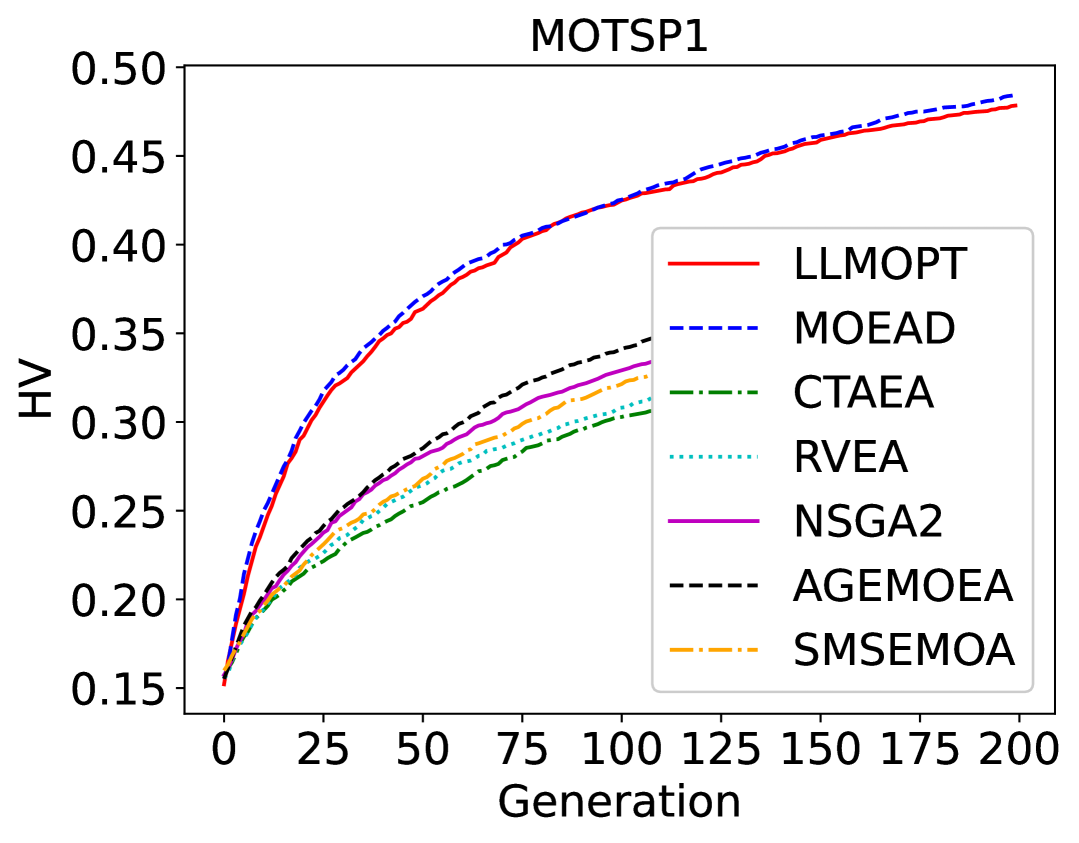 MOTSP1
HV
0.50
0.45
0.40
0.35
0.30
0.25
0.20
0.15
LLMOPT
MOEAD
CTAEA
RVEA
NSGA2
AGEMOEA
SMSEMOA
0 25 50 75 100 125 150 175 200
Generation